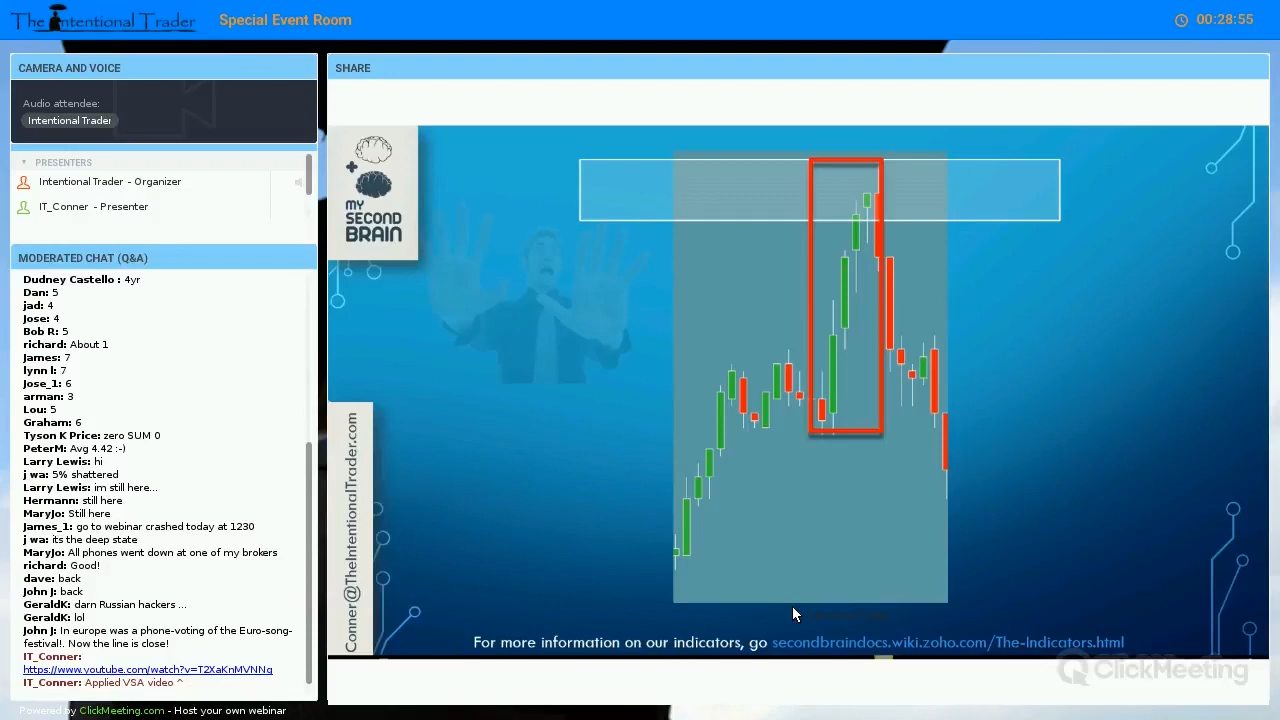 The Intentional Trader
Special Event Room
00:28:55
CAMERA AND VOICE
Audio attendee:
Intentional Trader
PRESENTERS
Intentional Trader - Organizer
IT_Conner - Presenter
MODERATED CHAT (Q&A)
Dudney Castello : 4yr
Dan: 5
jad: 4
Jose: 4
Bob R: 5
richard: About 1
James: 7
lynn l: 7
Jose_1: 6
arman: 3
Lou: 5
Graham: 6
Tyson K Price: zero SUM 0
PeterM: Avg 4.42 :-)
Larry Lewis: hi
j wa: 5% shattered
Larry Lewis: im still here...
Hermann: still here
MaryJo: Still here
James_1: go to webinar crashed today at 1230
j wa: its the deep state
MaryJo: All phones went down at one of my brokers
richard: Good!
dave: back
John J: back
GeraldK: darn Russian hackers ...
GeraldK: lol
John J: In europe was a phone-voting of the Euro-song-
festival!. Now the line is close!
IT_Conner:
https://www.youtube.com/watch?v=T2XaKnMVNNg
IT_Conner: Applied VSA video ^
Powered by ClickMeeting.com - Host your own webinar
SHARE
MY
SECOND
BRAIN
Conner@TheIntentionalTrader.com
For more information on our indicators, go secondbraindocs.wiki.zoho.com/The-Indicators.html
ClickMeeting